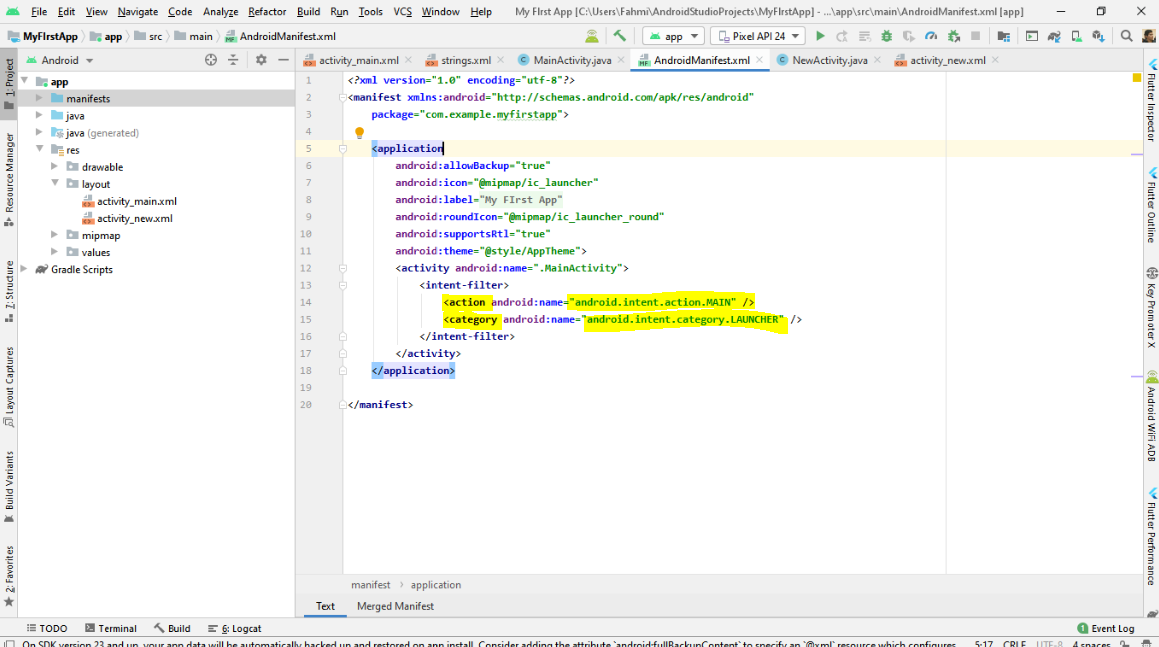 File Edit View Navigate Code Analyze Refactor Build Run Tools VCS Window Help My FIrst App [C:\Users\Fahmi\AndroidStudioProjects\MyFIrstApp] - ...\app\src\main\AndroidManifest.xml [app]
MyFIrstApp app src main AndroidManifest.xml app Pixel API 24
Android
activity_main.xml strings.xml MainActivity.java AndroidManifest.xml NewActivity.java activity_new.xml
1: Project
Resource Manager
Z: Structure
Layout Captures
Build Variants
2: Favorites
app
manifests
java
java (generated)
res
drawable
layout
activity_main.xml
activity_new.xml
mipmap
values
Gradle Scripts
1 <?xml version="1.0" encoding="utf-8"?>
2 <manifest xmlns:android="http://schemas.android.com/apk/res/android"
3 package="com.example.myfirstapp">
4
5 <application
6 android:allowBackup="true"
7 android:icon="@mipmap/ic_launcher"
8 android:label="My FIrst App"
9 android:roundIcon="@mipmap/ic_launcher_round"
10 android:supportsRtl="true"
11 android:theme="@style/AppTheme">
12 <activity android:name=".MainActivity">
13 <intent-filter>
14 <action android:name="android.intent.action.MAIN" />
15 <category android:name="android.intent.category.LAUNCHER" />
16 </intent-filter>
17 </activity>
18 </application>
19
20 </manifest>
Flutter Inspector
Flutter Outline
Key Promoter X
Android WiFi ADB
Flutter Performance
manifest › application
Text Merged Manifest
TODO Terminal Build 6: Logcat 1 Event Log
On SDK version 23 and up, your app data will be automatically backed up and restored on app install. Consider adding the attribute `android:fullBackupContent` to specify an `@xml` resource which configures 5:17 CRLF UTF-8 4 spaces